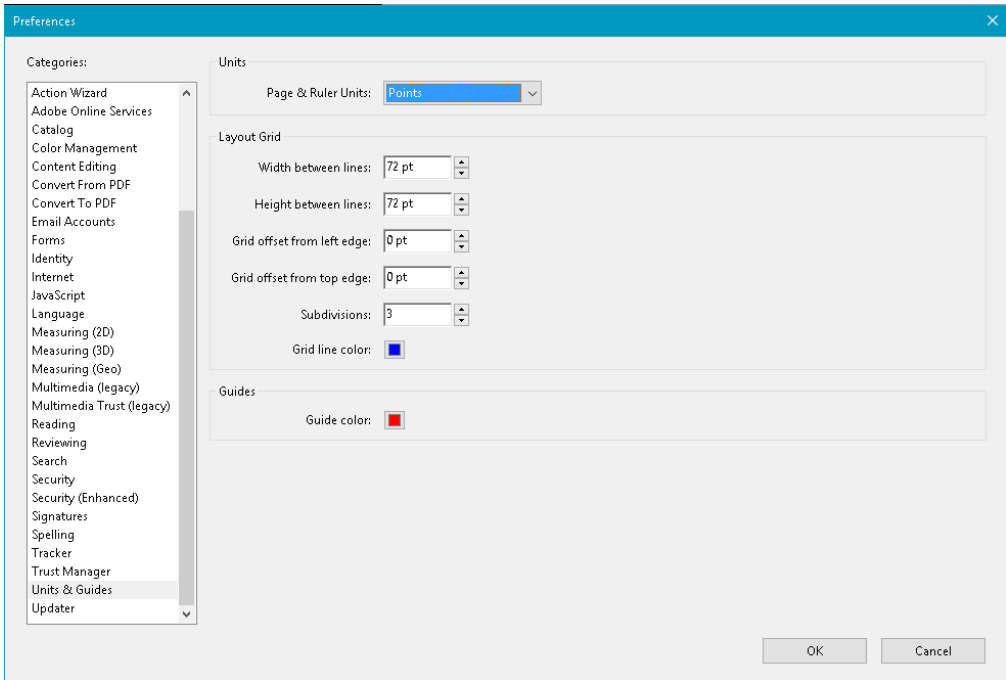 Preferences
Categories:
Action Wizard
Adobe Online Services
Catalog
Color Management
Content Editing
Convert From PDF
Convert To PDF
Email Accounts
Forms
Identity
Internet
JavaScript
Language
Measuring (2D)
Measuring (3D)
Measuring (Geo)
Multimedia (legacy)
Multimedia Trust (legacy)
Reading
Reviewing
Search
Security
Security (Enhanced)
Signatures
Spelling
Tracker
Trust Manager
Units & Guides
Updater
Units
Page & Ruler Units: Points
Layout Grid
Width between lines: 72 pt
Height between lines: 72 pt
Grid offset from left edge: 0 pt
Grid offset from top edge: 0 pt
Subdivisions: 3
Grid line color:
Guides
Guide color:
OK Cancel